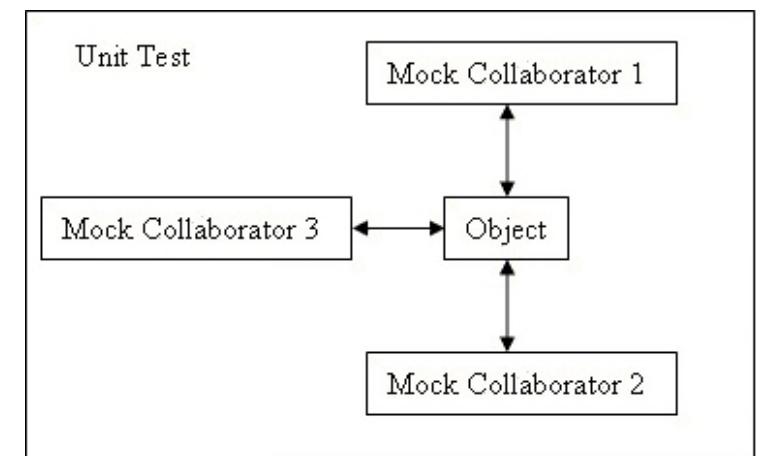 Unit Test
Mock Collaborator 1
Mock Collaborator 3
Object
Mock Collaborator 2